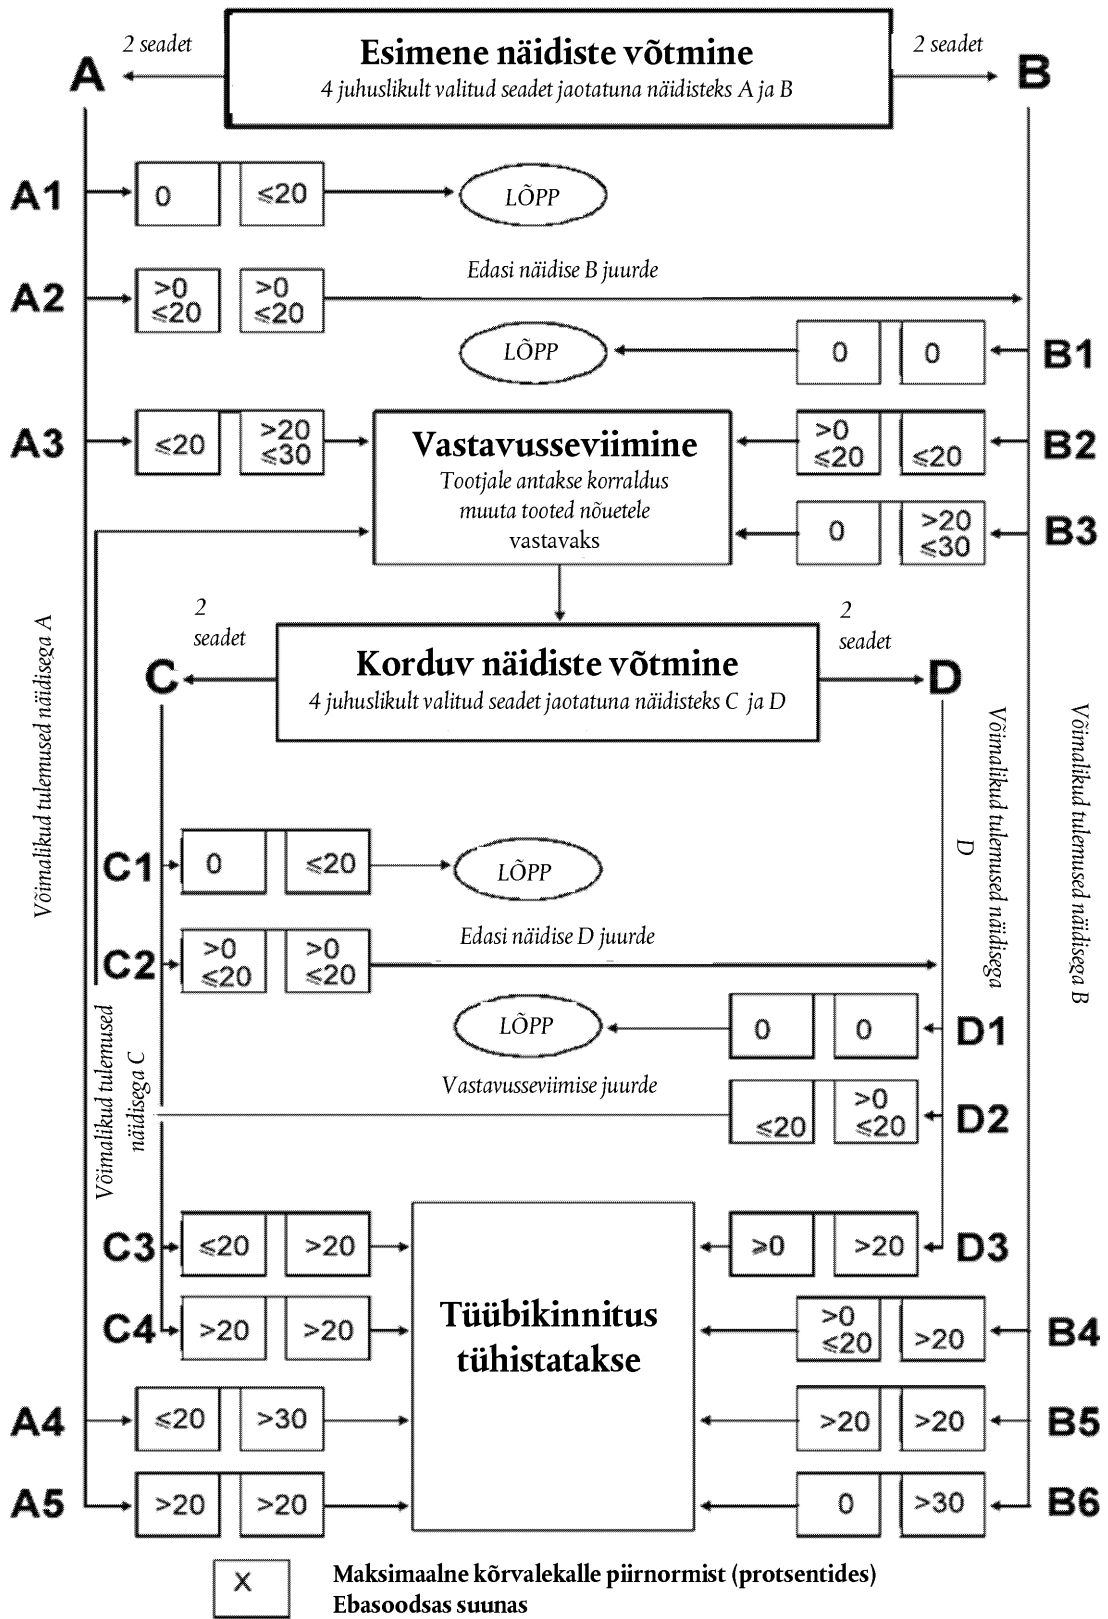 2 seadet
Esimene näidiste võtmine
2 seadet
A
4 juhuslikult valitud seadet jaotatuna näidisteks A ja B
B
A1
0
≤20
LÕPP
Edasi näidise B juurde
A2
>0
≤20
>0
≤20
LÕPP
0
0
B1
A3
≤20
>20
≤30
Vastavusseviimine
Tootjale antakse korraldus
muuta tooted nõuetele
vastavaks
>0
≤20
≤20
B2
0
>20
≤30
B3
2
seadet
2
seadet
C
Korduv näidiste võtmine
4 juhuslikult valitud seadet jaotatuna näidisteks C ja D
D
Võimalikud tulemused näidisega A
Võimalikud tulemused näidisega
D
Võimalikud tulemused näidisega B
C1
0
≤20
LÕPP
C2
>0
≤20
>0
≤20
Edasi näidise D juurde
LÕPP
0
0
D1
Võimalikud tulemused
näidisega C
Vastavusseviimise juurde
≤20
>0
≤20
D2
C3
≤20
>20
≥0
>20
D3
Tüübikinnitus
tühistatakse
C4
>20
>20
>0
≤20
>20
B4
A4
≤20
>30
>20
>20
B5
A5
>20
>20
0
>30
B6
X
Maksimaalne kõrvalekalle piirnormist (protsentides)
Ebasoodsas suunas